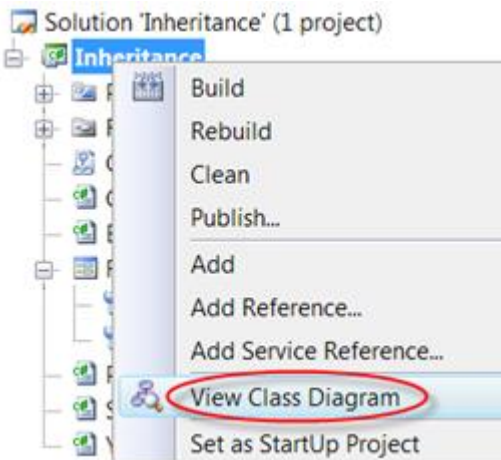 Solution 'Inheritance' (1 project)
Inheritance
Build
Rebuild
Clean
Publish...
Add
Add Reference...
Add Service Reference...
View Class Diagram
Set as StartUp Project